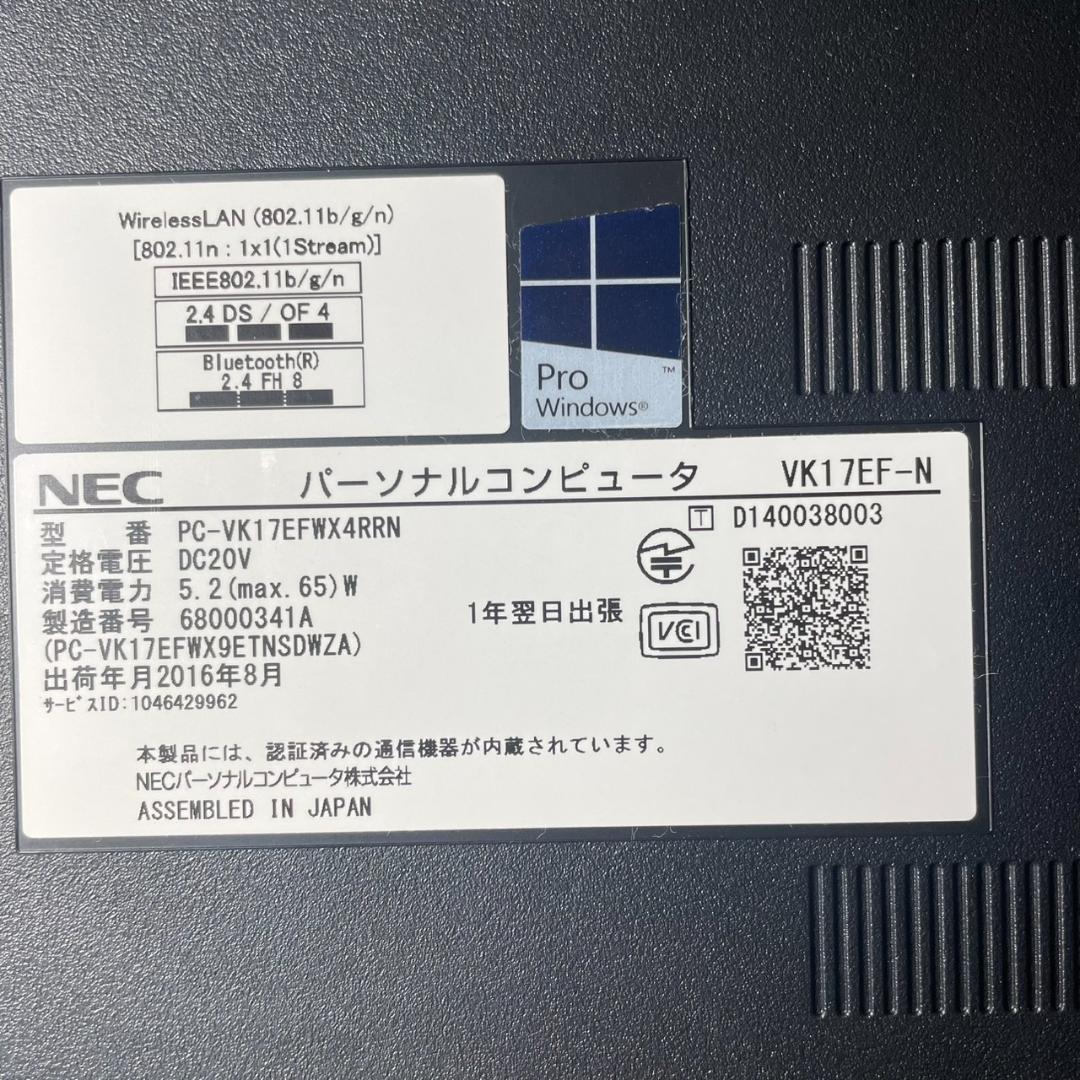 WirelessLAN (802.11b/g/n)
[802.11n : 1x1(1Stream)]
IEEE802.11b/g/n
2.4 DS / OF 4
Bluetooth(R)
2.4 FH 8
Pro
Windows®
™
NEC パーソナルコンピュータ VK17EF-N
型 番 PC-VK17EFWX4RRN
定格電圧 DC20V
消費電力 5.2(max.65)W
製造番号 68000341A
(PC-VK17EFWX9ETNSDWZA)
出荷年月2016年8月
サービスID:1046429962
T D140038003
1年翌日出張
VCI
本製品には、認証済みの通信機器が内蔵されています。
NECパーソナルコンピュータ株式会社
ASSEMBLED IN JAPAN